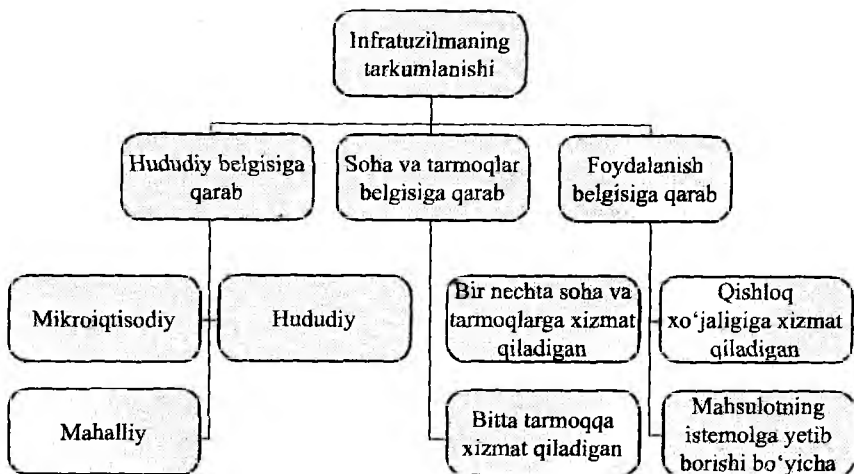 Infratuzilmaning
tarkumlanishi
Hududiy belgisiga
qarab
Soha va tarmoqlar
belgisiga qarab
Foydalanish
belgisiga qarab
Mikroiqtisodiy
Hududiy
Bir nechta soha va
tarmoqlarga xizmat
qiladigan
Qishloq
xo‘jaligiga xizmat
qiladigan
Mahalliy
Bitta tarmoqqa
xizmat qiladigan
Mahsulotning
istemolga yetib
borishi bo‘yicha